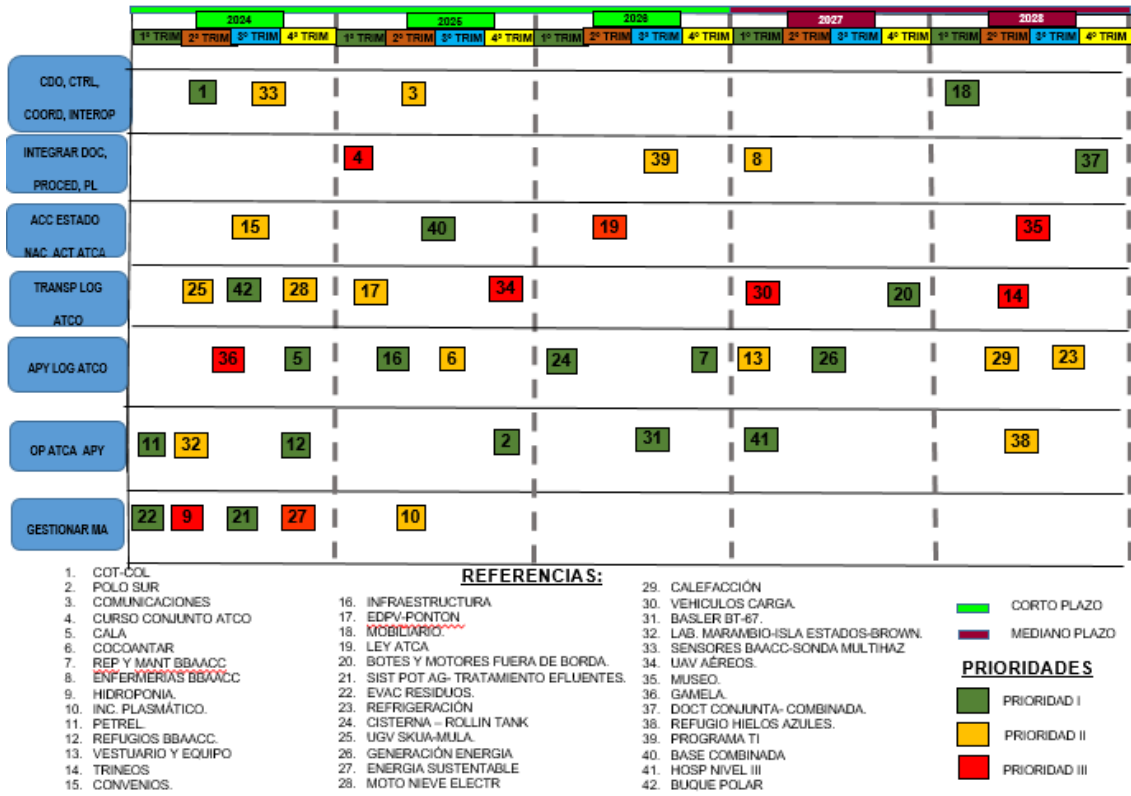 2024 2025 2026 2027 2028
1º TRIM 2º TRIM 3º TRIM 4º TRIM 1º TRIM 2º TRIM 3º TRIM 4º TRIM 1º TRIM 2º TRIM 3º TRIM 4º TRIM 1º TRIM 2º TRIM 3º TRIM 4º TRIM 1º TRIM 2º TRIM 3º TRIM 4º TRIM
CDO, CTRL,
COORD, INTEROP
1 33 3 18
INTEGRAR DOC,
PROCED, PL
4 39 8 37
ACC ESTADO
NAC ACT ATCA
15 40 19 35
TRANSP LOG
ATCO
25 42 28 17 34 30 20 14
APY LOG ATCO
36 5 16 6 24 7 13 26 29 23
OP ATCA APY
11 32 12 2 31 41 38
GESTIONAR MA
22 9 21 27 10
REFERENCIAS:
1. COT-COL
2. POLO SUR
3. COMUNICACIONES
4. CURSO CONJUNTO ATCO
5. CALA
6. COCOANTAR
7. REP Y MANT BBAACC
8. ENFERMERIAS BBAACC
9. HIDROPONIA.
10. INC. PLASMÁTICO.
11. PETREL.
12. REFUGIOS BBAACC.
13. VESTUARIO Y EQUIPO
14. TRINEOS
15. CONVENIOS.
16. INFRAESTRUCTURA
17. EDPV-PONTON
18. MOBILIARIO.
19. LEY ATCA
20. BOTES Y MOTORES FUERA DE BORDA.
21. SIST POT AG- TRATAMIENTO EFLUENTES.
22. EVAC RESIDUOS.
23. REFRIGERACIÓN
24. CISTERNA – ROLLIN TANK
25. UGV SKUA-MULA.
26. GENERACIÓN ENERGIA
27. ENERGIA SUSTENTABLE
28. MOTO NIEVE ELECTR
29. CALEFACCIÓN
30. VEHICULOS CARGA.
31. BASLER BT-67.
32. LAB. MARAMBIO-ISLA ESTADOS-BROWN.
33. SENSORES BAACC-SONDA MULTIHAZ
34. UAV AÉREOS.
35. MUSEO.
36. GAMELA.
37. DOCT CONJUNTA- COMBINADA.
38. REFUGIO HIELOS AZULES.
39. PROGRAMA TI
40. BASE COMBINADA
41. HOSP NIVEL III
42. BUQUE POLAR
CORTO PLAZO
MEDIANO PLAZO
PRIORIDADES
PRIORIDAD I
PRIORIDAD II
PRIORIDAD III